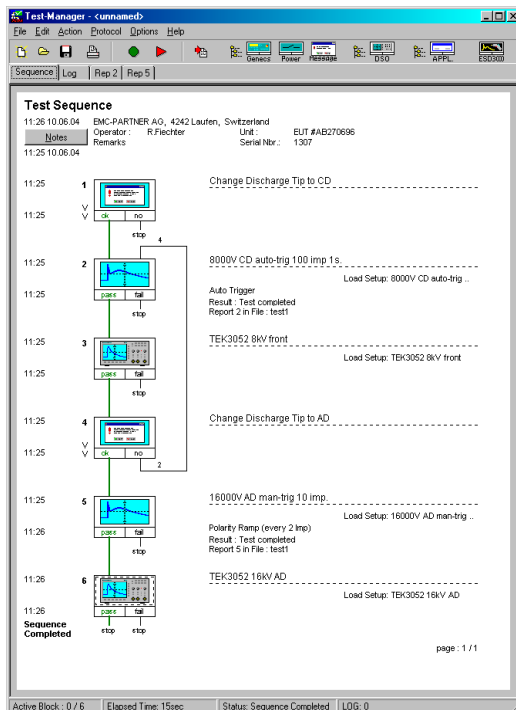 Test-Manager - <unnamed>
File Edit Action Protocol Options Help
Genecs Power Message DSO APPL. ESD3000
Sequence Log Rep 2 Rep 5
Test Sequence
11:26 10.06.04 EMC-PARTNER AG, 4242 Laufen, Switzerland
Notes Operator : R.Fiechter Unit : EUT #AB270696
Remarks Serial Nbr.: 1307
11:25 10.06.04
11:25 1 Change Discharge Tip to CD
11:25 ok no
stop
4
11:25 2 8000V CD auto-trig 100 imp 1s.
Load Setup: 8000V CD auto-trig ..
11:25 pass fail Auto Trigger
Result : Test completed
stop Report 2 in File : test1
11:25 3 TEK3052 8kV front
Load Setup: TEK3052 8kV front
11:25 pass fail
stop
11:25 4 Change Discharge Tip to AD
11:25 ok no
2
11:25 5 16000V AD man-trig 10 imp.
Load Setup: 16000V AD man-trig ..
11:26 pass fail Polarity Ramp (every 2 Imp)
Result : Test completed
stop Report 5 in File : test1
11:26 6 TEK3052 16kV AD
Load Setup: TEK3052 16kV AD
11:26 pass fail
Sequence
Completed stop stop
page : 1 / 1
Active Block : 0 / 6 Elapsed Time: 15sec Status: Sequence Completed LOG: 0